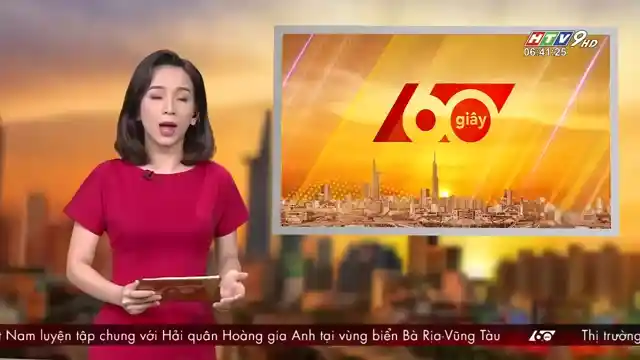 HTV9HD
06:41:25
60
giây
t Nam luyện tập chung với Hải quân Hoàng gia Anh tại vùng biển Bà Rịa-Vũng Tàu 60 Thị trường